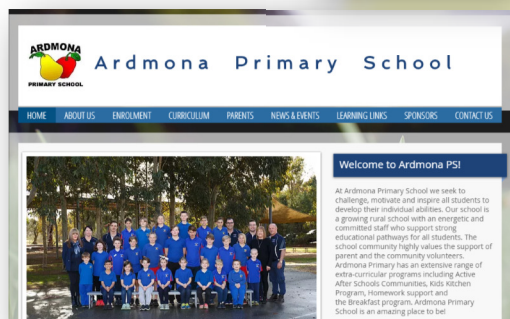 ARDMONA
PRIMARY SCHOOL
Ardmona Primary School
HOME ABOUT US ENROLMENT CURRICULUM PARENTS NEWS & EVENTS LEARNING LINKS SPONSORS CONTACT US
Welcome to Ardmona PS!
At Ardmona Primary School we seek to
challenge, motivate and inspire all students to
develop their individual abilities. Our school is
a growing rural school with an energetic and
committed staff who support strong
educational pathways for all students. The
school community highly values the support of
parent and the community volunteers.
Ardmona Primary has an extensive range of
extra-curricular programs including Active
After Schools Communities, Kids Kitchen
Program, Homework support and
the Breakfast program. Ardmona Primary
School is an amazing place to be!